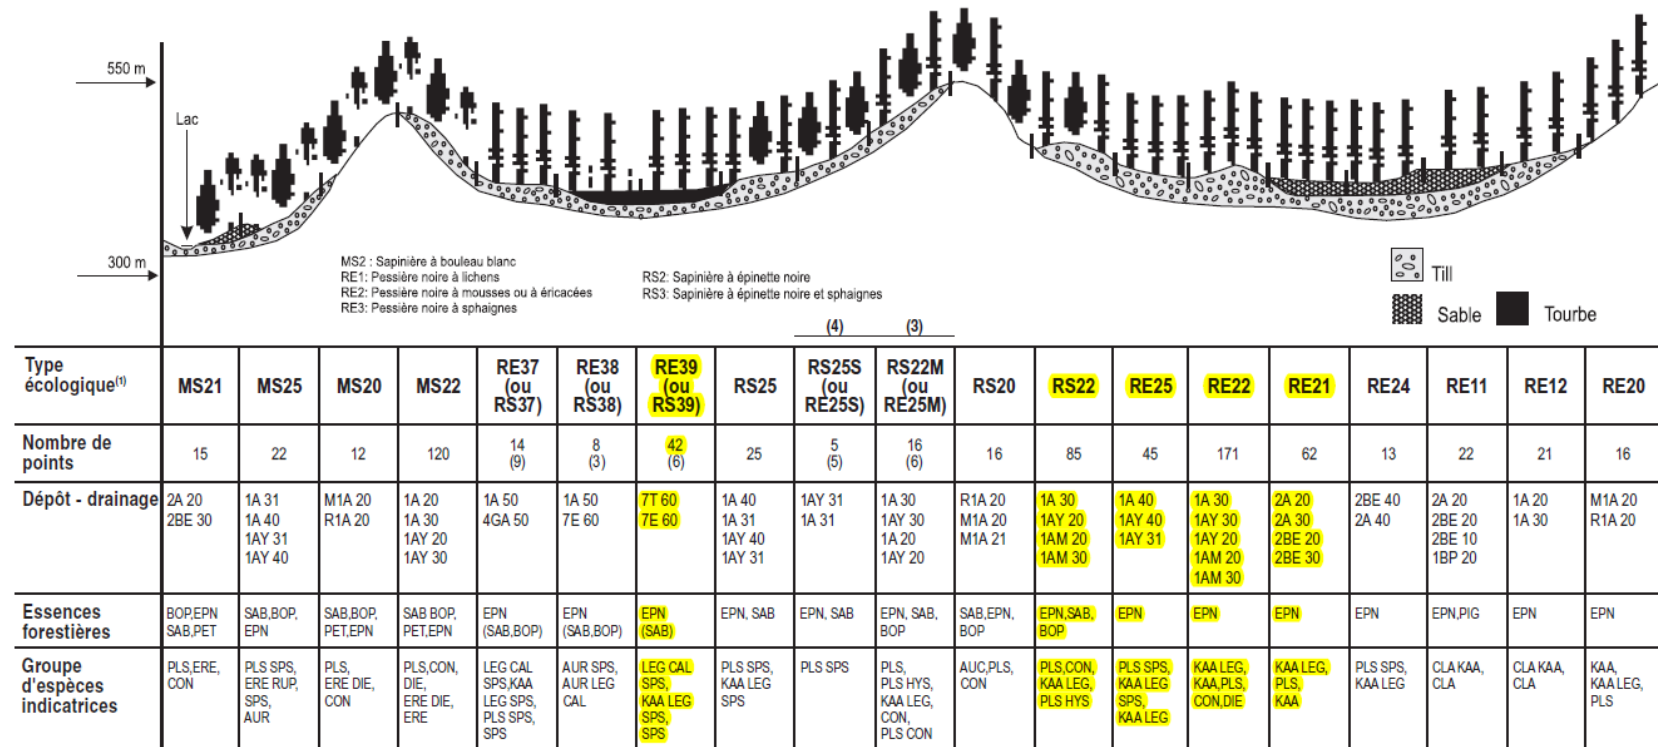 550 m
Lac
300 m
MS2 : Sapinière à bouleau blanc
RE1: Pessière noire à lichens
RE2: Pessière noire à mousses ou à éricacées
RE3: Pessière noire à sphaignes
RS2: Sapinière à épinette noire
RS3: Sapinière à épinette noire et sphaignes
Till
Sable
Tourbe
(4)
(3)
Type
écologique(1)
MS21
MS25
MS20
MS22
RE37
(ou
RS37)
RE38
(ou
RS38)
RE39
(ou
RS39)
RS25
RS25S
(ou
RE25S)
RS22M
(ou
RE25M)
RS20
RS22
RE25
RE22
RE21
RE24
RE11
RE12
RE20
Nombre de
points
15
22
12
120
14
(9)
8
(3)
42
(6)
25
5
(5)
16
(6)
16
85
45
171
62
13
22
21
16
Dépôt - drainage
2A 20
2BE 30
1A 31
1A 40
1AY 31
1AY 40
M1A 20
R1A 20
1A 20
1A 30
1AY 20
1AY 30
1A 50
4GA 50
1A 50
7E 60
7T 60
7E 60
1A 40
1A 31
1AY 40
1AY 31
1AY 31
1A 31
1A 30
1AY 30
1A 20
1AY 20
R1A 20
M1A 20
M1A 21
1A 30
1AY 20
1AM 20
1AM 30
1A 40
1AY 40
1AY 31
1A 30
1AY 30
1AY 20
1AM 20
1AM 30
2A 20
2A 30
2BE 20
2BE 30
2BE 40
2A 40
2A 20
2BE 20
2BE 10
1BP 20
1A 20
1A 30
M1A 20
R1A 20
Essences
forestières
BOP,EPN
SAB,PET
SAB,BOP,
EPN
SAB,BOP,
PET,EPN
SAB BOP,
PET,EPN
EPN
(SAB,BOP)
EPN
(SAB,BOP)
EPN
(SAB)
EPN, SAB
EPN, SAB
EPN, SAB,
BOP
SAB,EPN,
BOP
EPN,SAB,
BOP
EPN
EPN
EPN
EPN
EPN,PIG
EPN
EPN
Groupe
d'espèces
indicatrices
PLS,ERE,
CON
PLS SPS,
ERE RUP,
SPS,
AUR
PLS,
ERE DIE,
CON
PLS,CON,
DIE,
ERE DIE,
ERE
LEG CAL
SPS,KAA
LEG SPS,
PLS SPS,
SPS
AUR SPS,
AUR LEG
CAL
LEG CAL
SPS,
KAA LEG
SPS,
SPS
PLS SPS,
KAA LEG
SPS
PLS SPS
PLS,
PLS HYS,
KAA LEG,
CON,
PLS CON
AUC,PLS,
CON
PLS,CON,
KAA LEG,
PLS HYS
PLS SPS,
KAA LEG
SPS,
KAA LEG
KAA LEG,
KAA,PLS,
CON,DIE
KAA LEG,
PLS,
KAA
PLS SPS,
KAA LEG
CLA KAA,
CLA
CLA KAA,
CLA
KAA,
KAA LEG,
PLS